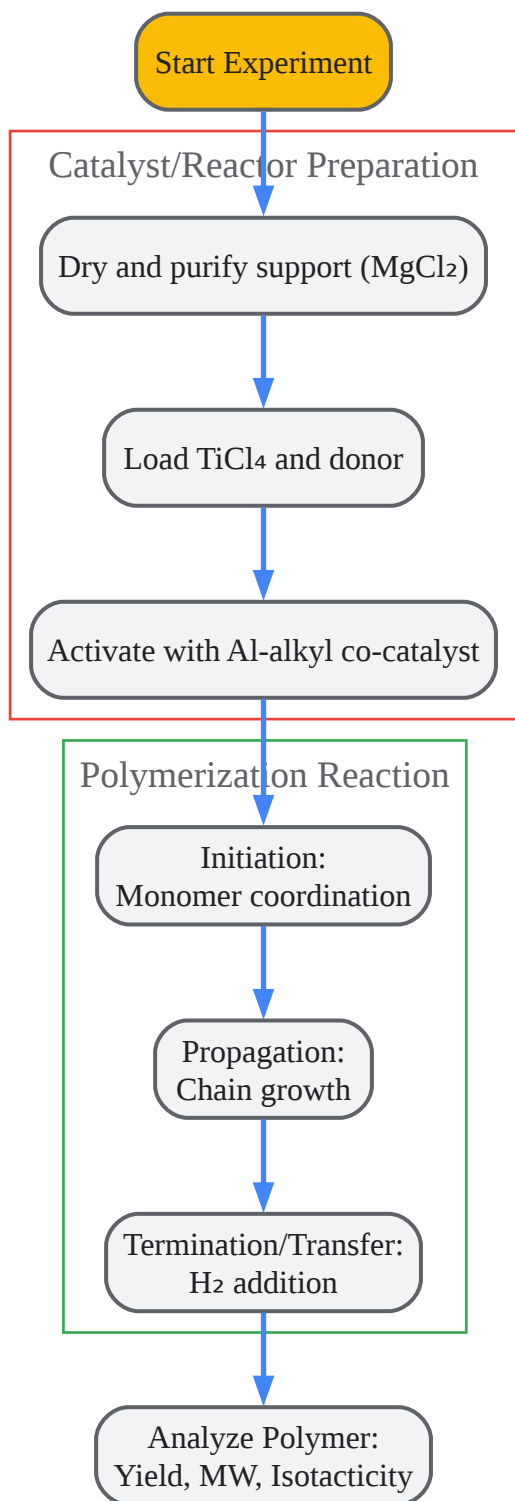 Start Experiment
Catalyst/Reactor Preparation
Dry and purify support (MgCl₂)
Load TiCl₄ and donor
Activate with Al-alkyl co-catalyst
Polymerization Reaction
Initiation:
Monomer coordination
Propagation:
Chain growth
Termination/Transfer:
H₂ addition
Analyze Polymer:
Yield, MW, Isotacticity